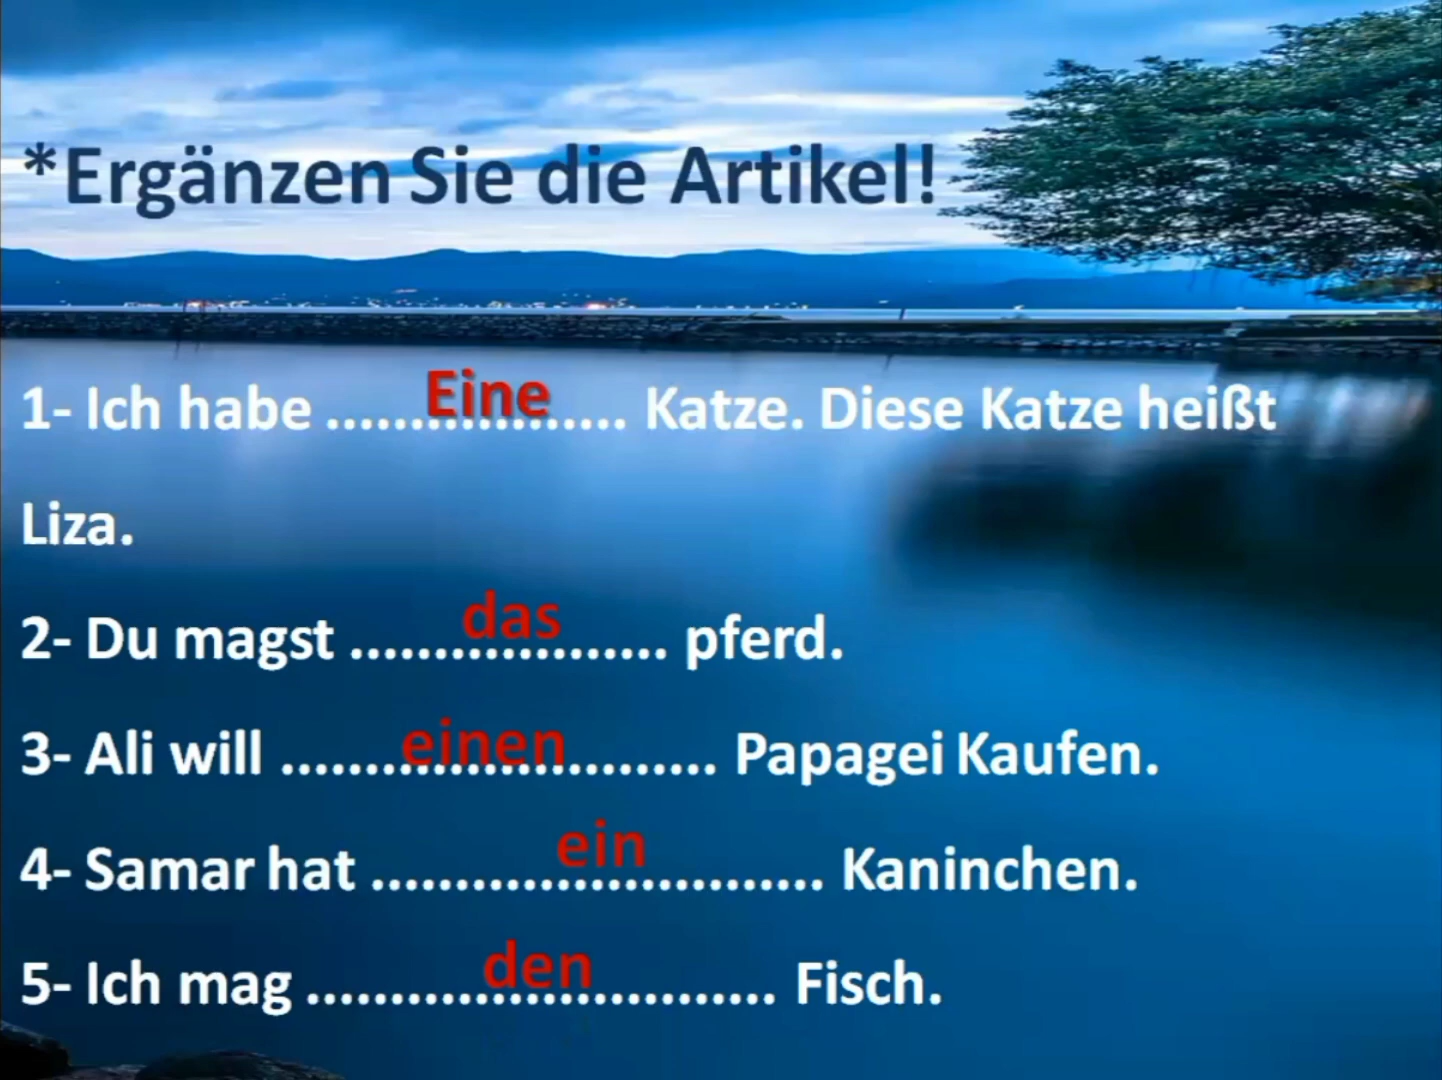 *Ergänzen Sie die Artikel!
1- Ich habe ......Eine...... Katze. Diese Katze heißt
Liza.
2- Du magst ......das...... pferd.
3- Ali will ......einen...... Papagei Kaufen.
4- Samar hat ......ein...... Kaninchen.
5- Ich mag ......den...... Fisch.